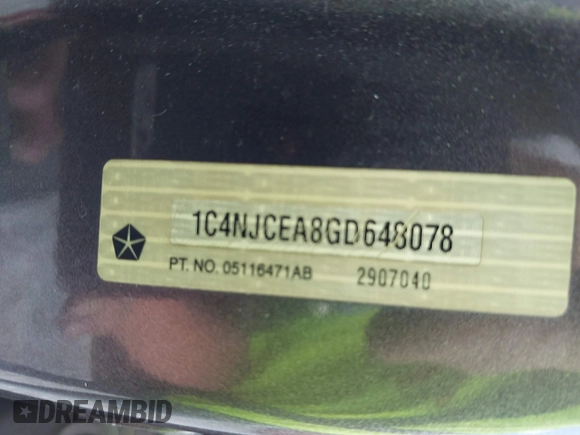 1C4NJCEA8GD648078
PT. NO. 05116471AB 2907040
DREAMBID